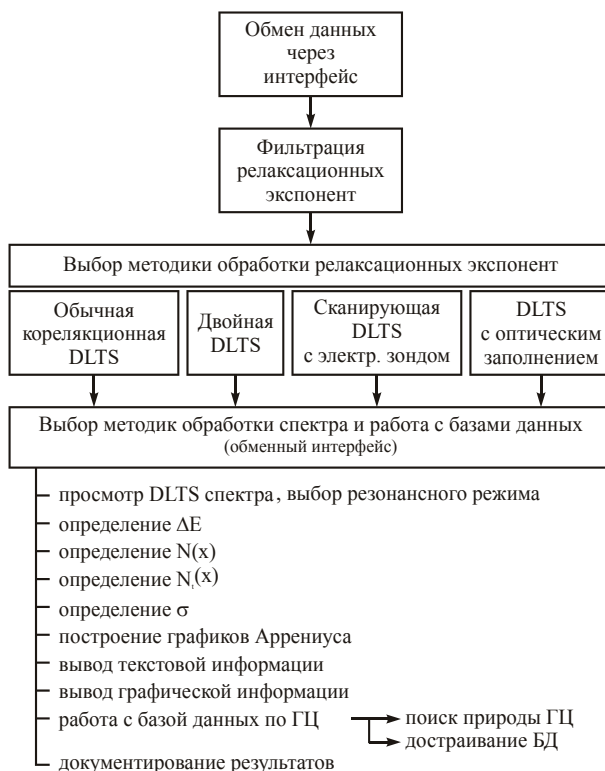 Обмен данных
через
интерфейс
Фильтрация
релаксационных
экспонент
Выбор методики обработки релаксационных экспонент
Обычная
корелякционная
DLTS
Двойная
DLTS
Сканирующая
DLTS
с электр. зондом
DLTS
с оптическим
заполнением
Выбор методик обработки спектра и работа с базами данных
(обменный интерфейс)
просмотр DLTS спектра, выбор резонансного режима
определение ΔE
определение N(x)
определение Nₜ(x)
определение σ
построение графиков Аррениуса
вывод текстовой информации
вывод графической информации
работа с базой данных по ГЦ
поиск природы ГЦ
достраивание БД
документирование результатов